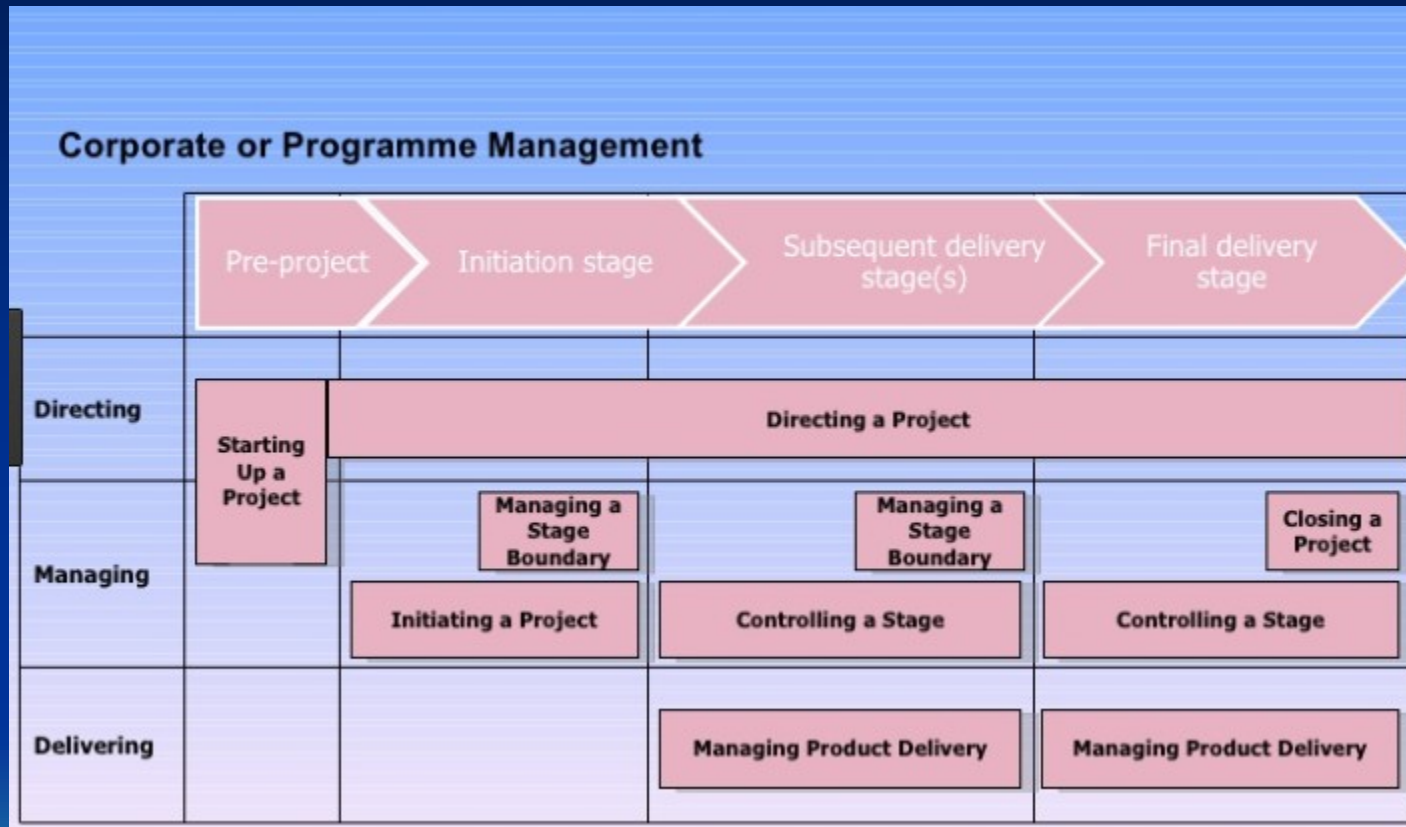 Corporate or Programme Management
Pre-project
Initiation stage
Subsequent delivery
stage(s)
Final delivery
stage
Directing
Starting
Up a
Project
Directing a Project
Managing
Managing a
Stage
Boundary
Managing a
Stage
Boundary
Closing a
Project
Initiating a Project
Controlling a Stage
Controlling a Stage
Delivering
Managing Product Delivery
Managing Product Delivery